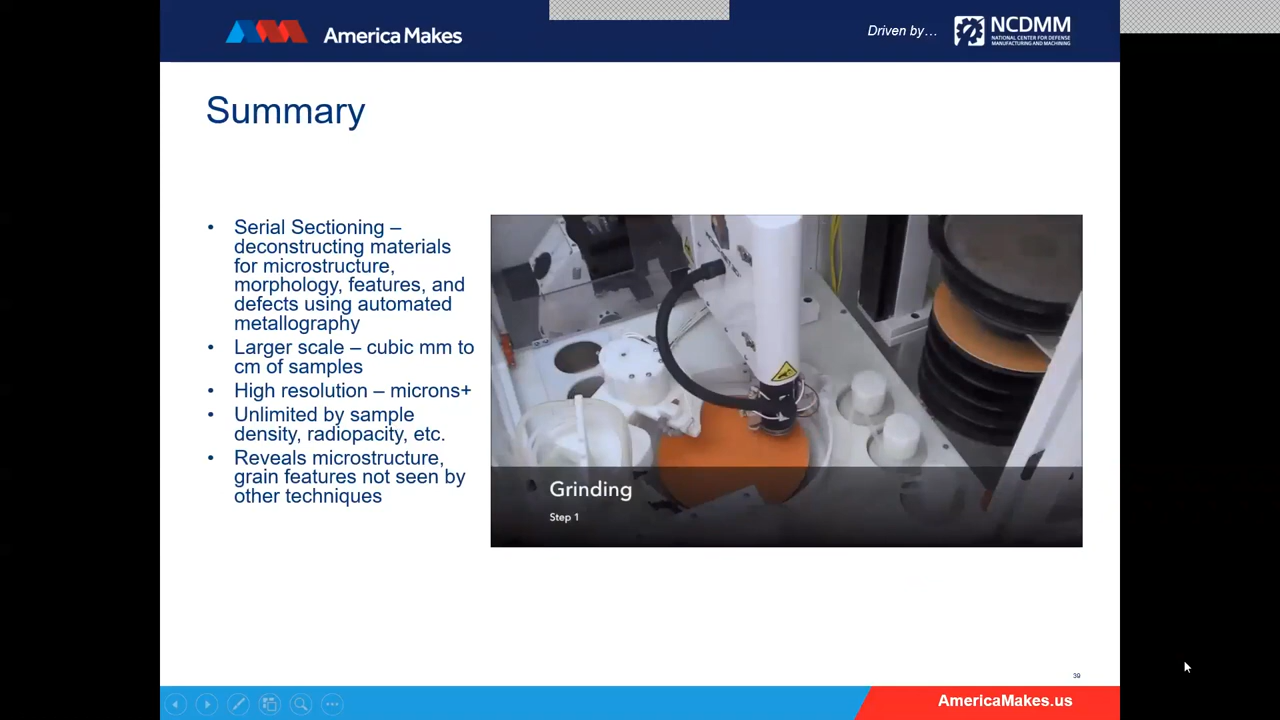 America Makes
Driven by…
NCDMM
NATIONAL CENTER FOR DEFENSE
MANUFACTURING AND MACHINING
Summary
• Serial Sectioning –
deconstructing materials
for microstructure,
morphology, features, and
defects using automated
metallography
• Larger scale – cubic mm to
cm of samples
• High resolution – microns+
• Unlimited by sample
density, radiopacity, etc.
• Reveals microstructure,
grain features not seen by
other techniques
Grinding
Step 1
39
AmericaMakes.us